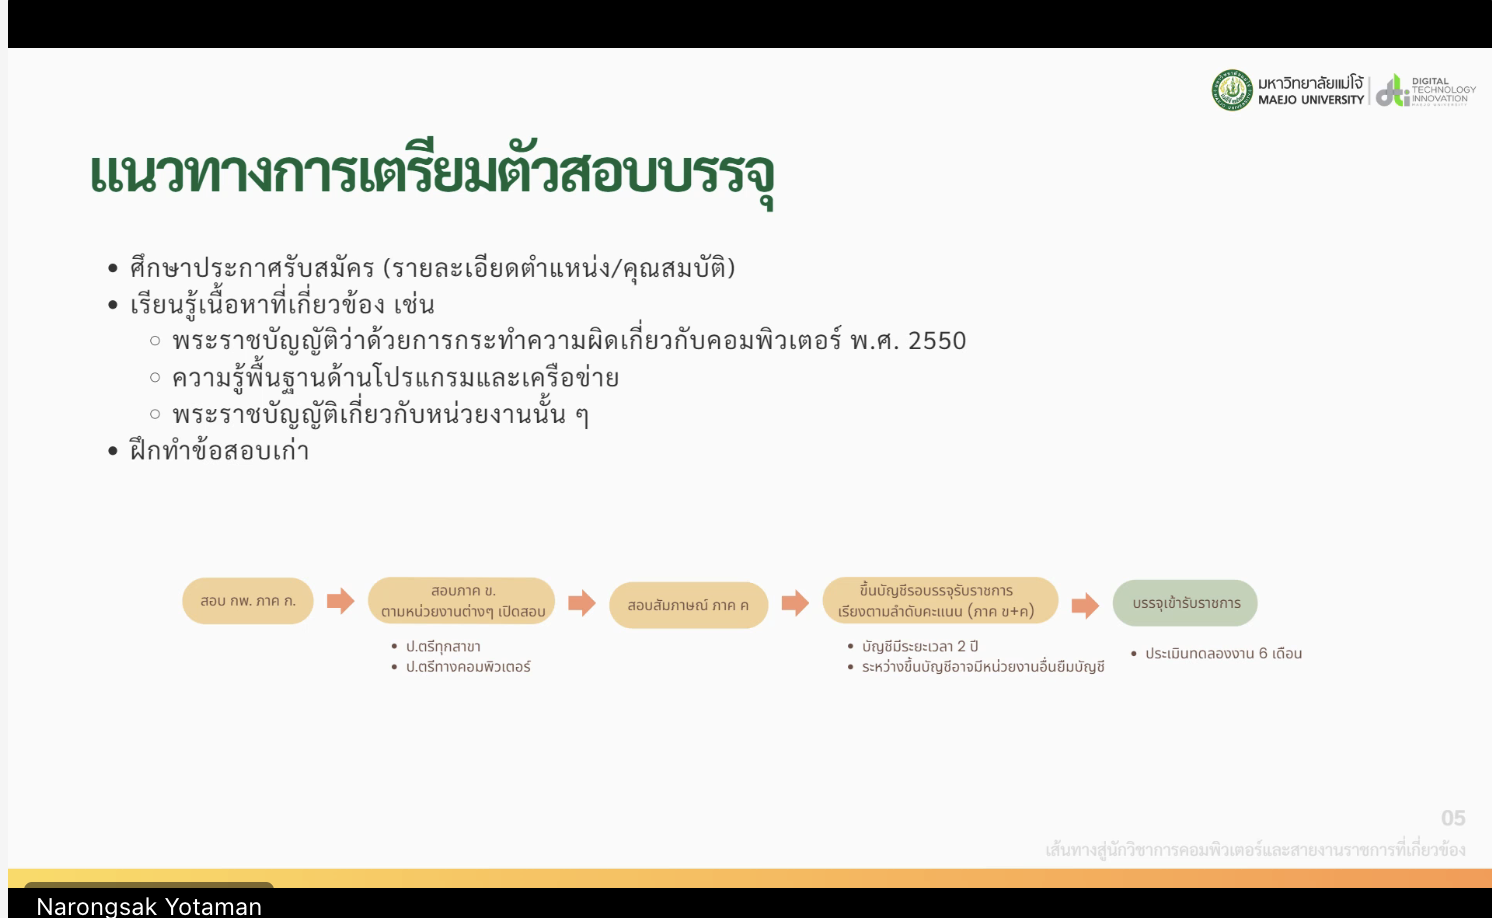 มหาวิทยาลัยแม่โจ้
MAEJO UNIVERSITY
dti
DIGITAL
TECHNOLOGY
INNOVATION
MAEJO UNIVERSITY
แนวทางการเตรียมตัวสอบบรรจุ
• ศึกษาประกาศรับสมัคร (รายละเอียดตำแหน่ง/คุณสมบัติ)
• เรียนรู้เนื้อหาที่เกี่ยวข้อง เช่น
○ พระราชบัญญัติว่าด้วยการกระทำความผิดเกี่ยวกับคอมพิวเตอร์ พ.ศ. 2550
○ ความรู้พื้นฐานด้านโปรแกรมและเครือข่าย
○ พระราชบัญญัติเกี่ยวกับหน่วยงานนั้น ๆ
• ฝึกทำข้อสอบเก่า
สอบ กพ. ภาค ก.
สอบภาค ข.
ตามหน่วยงานต่างๆ เปิดสอบ
• ป.ตรีทุกสาขา
• ป.ตรีทางคอมพิวเตอร์
สอบสัมภาษณ์ ภาค ค
ขึ้นบัญชีรอบรรจุรับราชการ
เรียงตามลำดับคะแนน (ภาค ข+ค)
• บัญชีมีระยะเวลา 2 ปี
• ระหว่างขึ้นบัญชีอาจมีหน่วยงานอื่นยืมบัญชี
บรรจุเข้ารับราชการ
• ประเมินทดลองงาน 6 เดือน
05
เส้นทางสู่นักวิชาการคอมพิวเตอร์และสายงานราชการที่เกี่ยวข้อง
Narongsak Yotaman